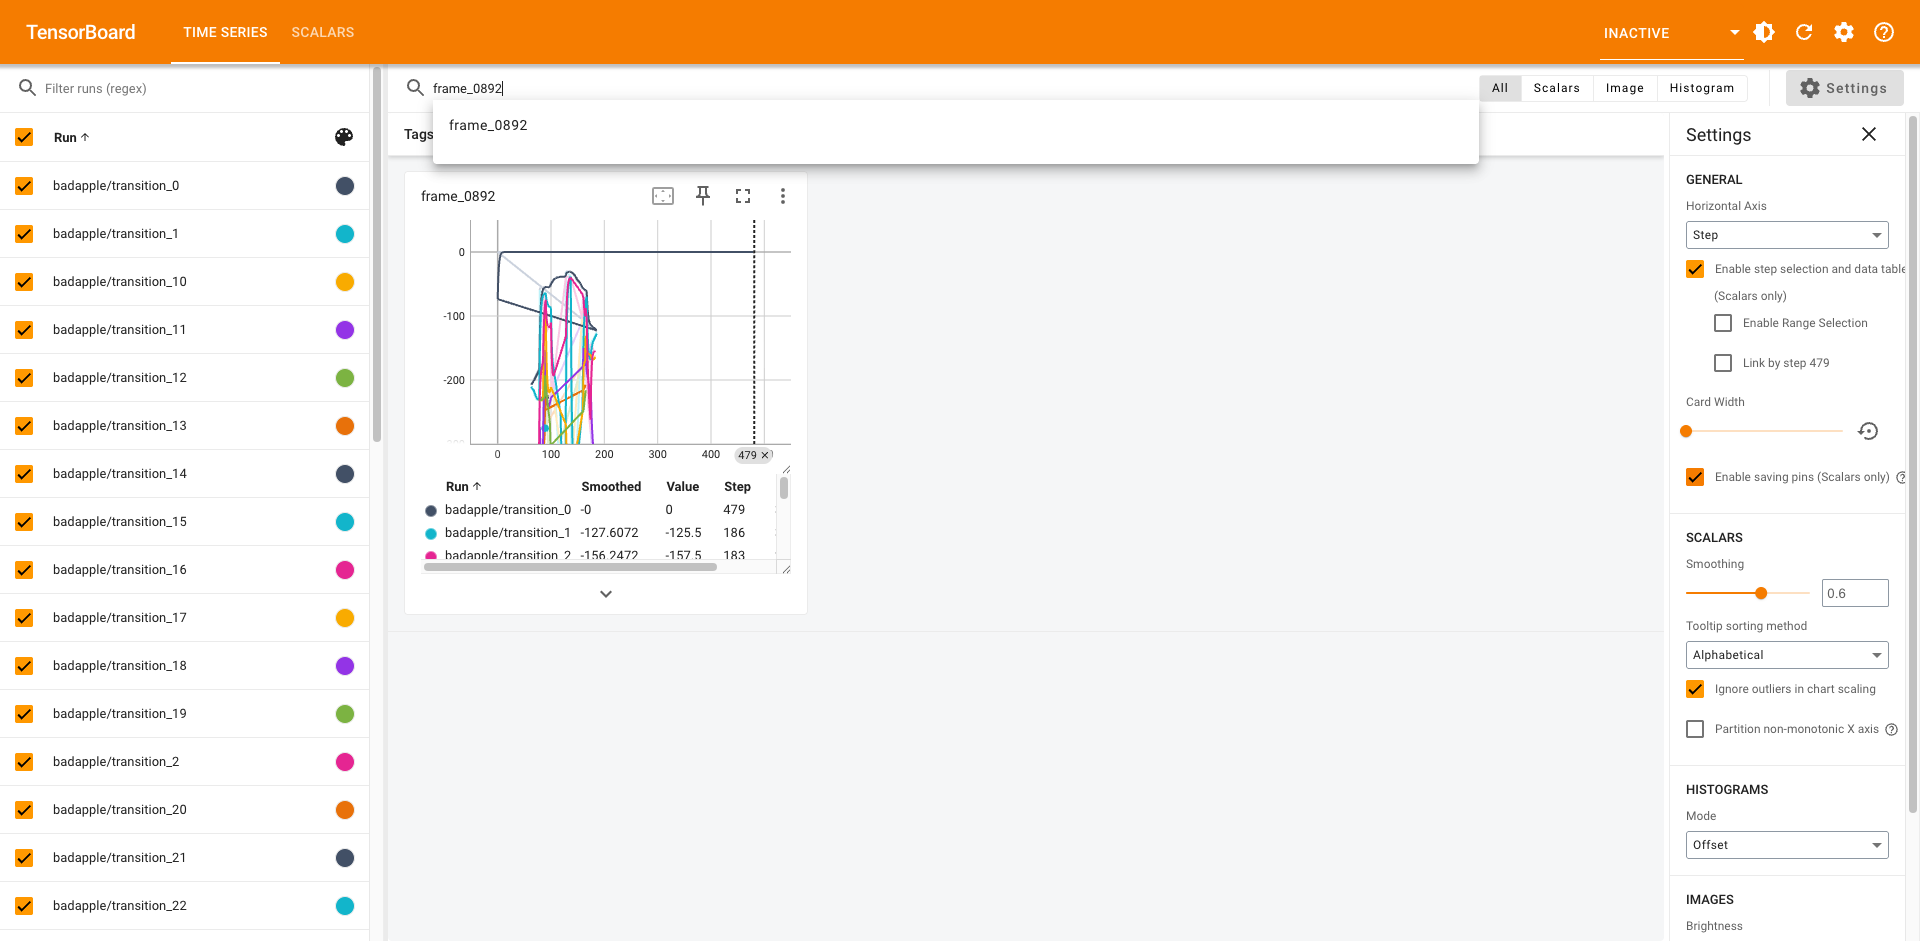 TensorBoard
TIME SERIES
SCALARS
INACTIVE
Filter runs (regex)
frame_0892
All
Scalars
Image
Histogram
Settings
frame_0892
Run
Tags
Settings
badapple/transition_0
badapple/transition_1
badapple/transition_10
badapple/transition_11
badapple/transition_12
badapple/transition_13
badapple/transition_14
badapple/transition_15
badapple/transition_16
badapple/transition_17
badapple/transition_18
badapple/transition_19
badapple/transition_2
badapple/transition_20
badapple/transition_21
badapple/transition_22
frame_0892
0
-100
-200
0 100 200 300 400 479
Run Smoothed Value Step
badapple/transition_0 -0 0 479
badapple/transition_1 -127.6072 -125.5 186
badapple/transition_2 -156.2472 -157.5 183
GENERAL
Horizontal Axis
Step
Enable step selection and data table
(Scalars only)
Enable Range Selection
Link by step 479
Card Width
Enable saving pins (Scalars only)
SCALARS
Smoothing
0.6
Tooltip sorting method
Alphabetical
Ignore outliers in chart scaling
Partition non-monotonic X axis
HISTOGRAMS
Mode
Offset
IMAGES
Brightness